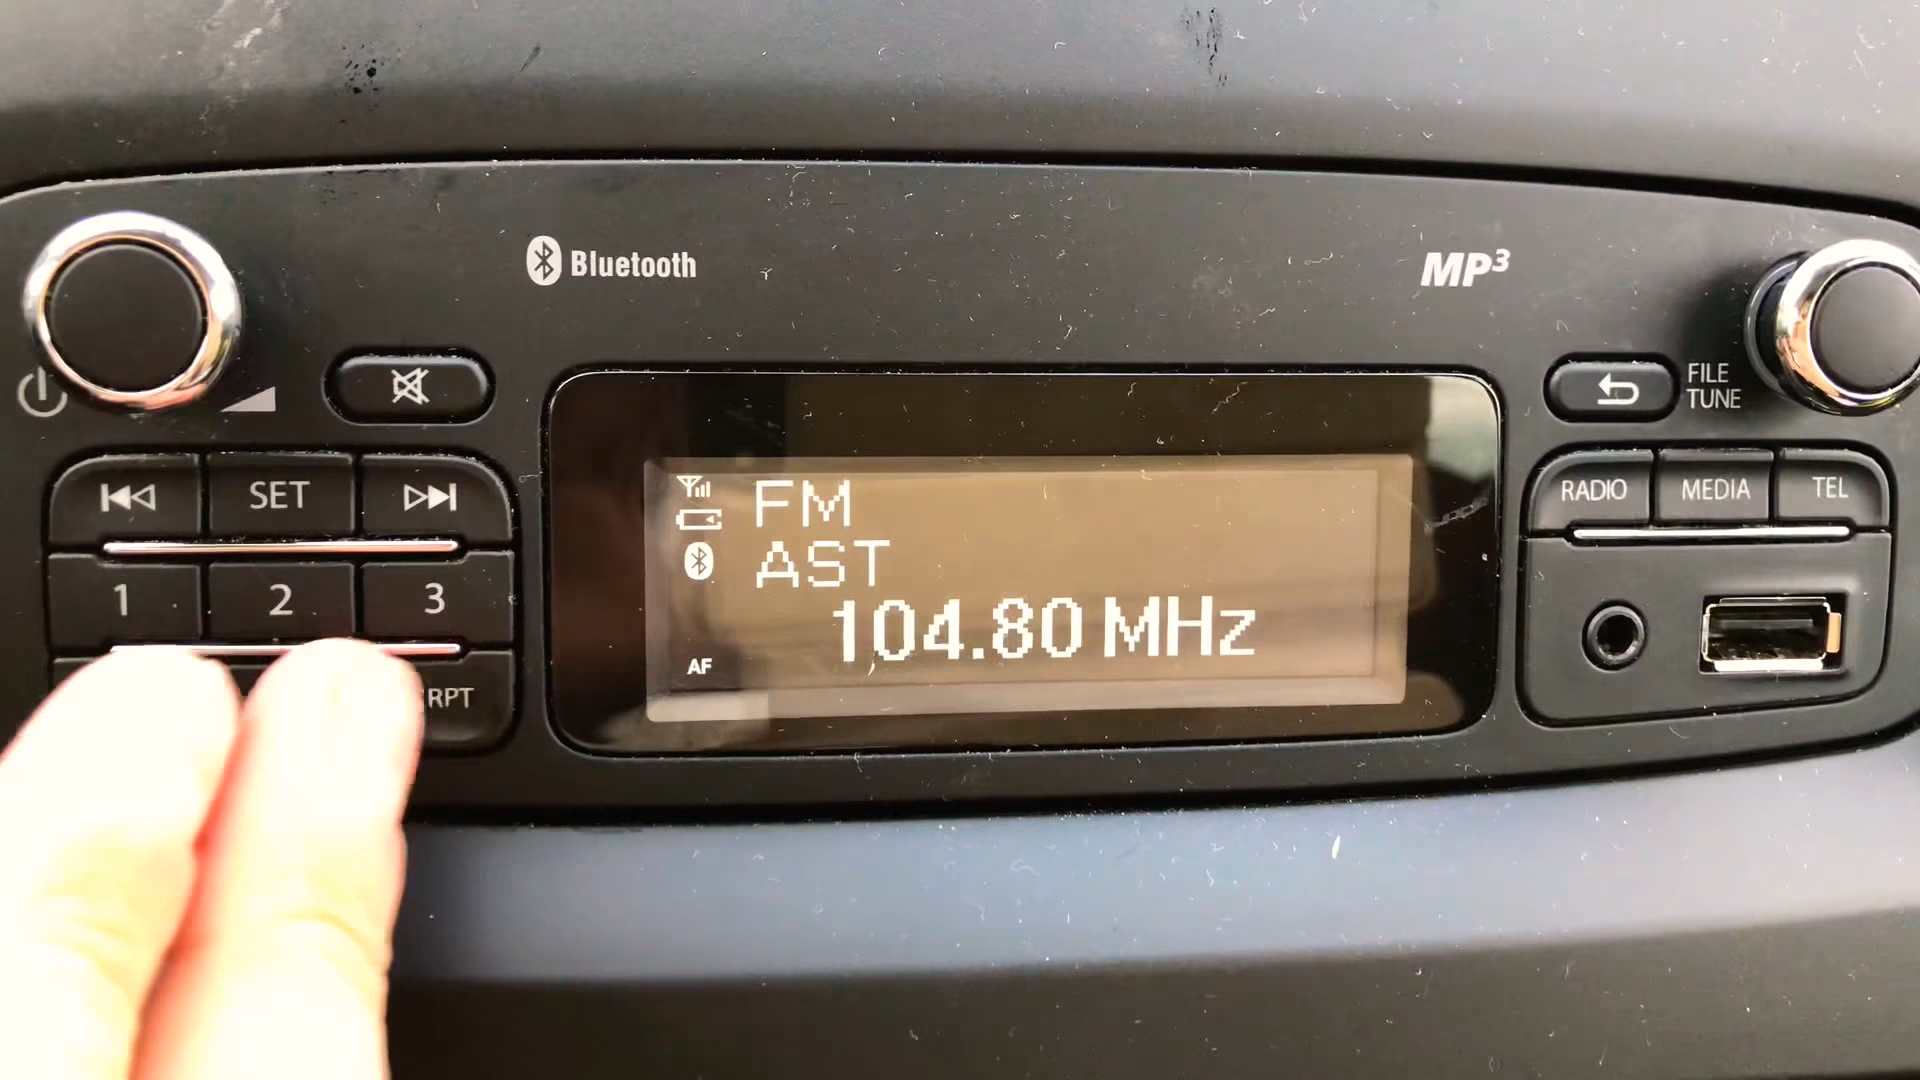 Bluetooth
MP3
FILE
TUNE
SET
RADIO
MEDIA
TEL
FM
AST
104.80 MHz
AF
1
2
3
RPT